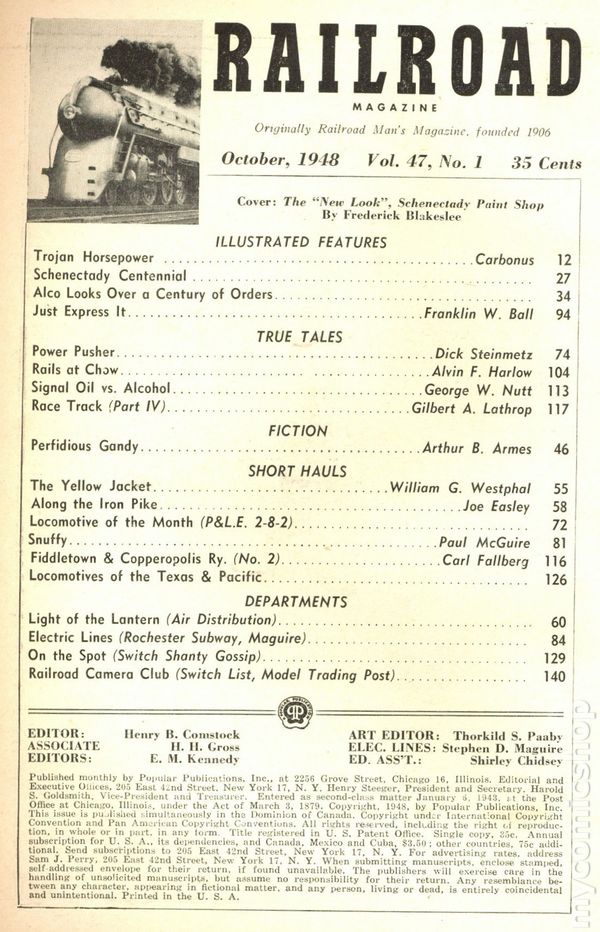 RAILROAD
MAGAZINE
Originally Railroad Man's Magazine, founded 1906
October, 1948 Vol. 47, No. 1 35 Cents
Cover: The "New Look", Schenectady Paint Shop
By Frederick Blakeslee
ILLUSTRATED FEATURES
Trojan Horsepower ........ Carbonus 12
Schenectady Centennial ........ 27
Alco Looks Over a Century of Orders........ 34
Just Express It........ Franklin W. Ball 94
TRUE TALES
Power Pusher........ Dick Steinmetz 74
Rails at Chow........ Alvin F. Harlow 104
Signal Oil vs. Alcohol........ George W. Nutt 113
Race Track (Part IV)........ Gilbert A. Lathrop 117
FICTION
Perfidious Gandy........ Arthur B. Armes 46
SHORT HAULS
The Yellow Jacket........ William G. Westphal 55
Along the Iron Pike........ Joe Easley 58
Locomotive of the Month (P&L.E. 2-8-2)........ 72
Snuffy........ Paul McGuire 81
Fiddletown & Copperopolis Ry. (No. 2)........ Carl Fallberg 116
Locomotives of the Texas & Pacific........ 126
DEPARTMENTS
Light of the Lantern (Air Distribution)........ 60
Electric Lines (Rochester Subway, Maguire)........ 84
On the Spot (Switch Shanty Gossip)........ 129
Railroad Camera Club (Switch List, Model Trading Post)........ 140
EDITOR: Henry B. Comstock
ASSOCIATE H. H. Gross
EDITORS: E. M. Kennedy
ART EDITOR: Thorkild S. Paaby
ELEC. LINES: Stephen D. Maguire
ED. ASS'T.: Shirley Chidsey
Published monthly by Popular Publications, Inc., at 2256 Grove Street, Chicago 16, Illinois. Editorial and
Executive Offices, 205 East 42nd Street, New York 17, N. Y. Henry Steeger, President and Secretary. Harold
S. Goldsmith, Vice-President and Treasurer. Entered as second-class matter January 6, 1943, at the Post
Office at Chicago, Illinois, under the Act of March 3, 1879. Copyright, 1948, by Popular Publications, Inc.
This issue is published simultaneously in the Dominion of Canada. Copyright under International Copyright
Convention and Pan American Copyright Conventions. All rights reserved, including the right of reproduc-
tion, in whole or in part, in any form. Title registered in U. S. Patent Office. Single copy, 35c. Annual
subscription for U. S. A., its dependencies, and Canada, Mexico and Cuba, $3.50; other countries, 75c addi-
tional. Send subscriptions to 205 East 42nd Street, New York 17, N. Y. For advertising rates, address
Sam J. Perry, 205 East 42nd Street, New York 17, N. Y. When submitting manuscripts, enclose stamped,
self-addressed envelope for their return, if found unavailable. The publishers will exercise care in the
handling of unsolicited manuscripts, but assume no responsibility for their return. Any resemblance be-
tween any character, appearing in fictional matter, and any person, living or dead, is entirely coincidental
and unintentional. Printed in the U. S. A.
mycomicshop